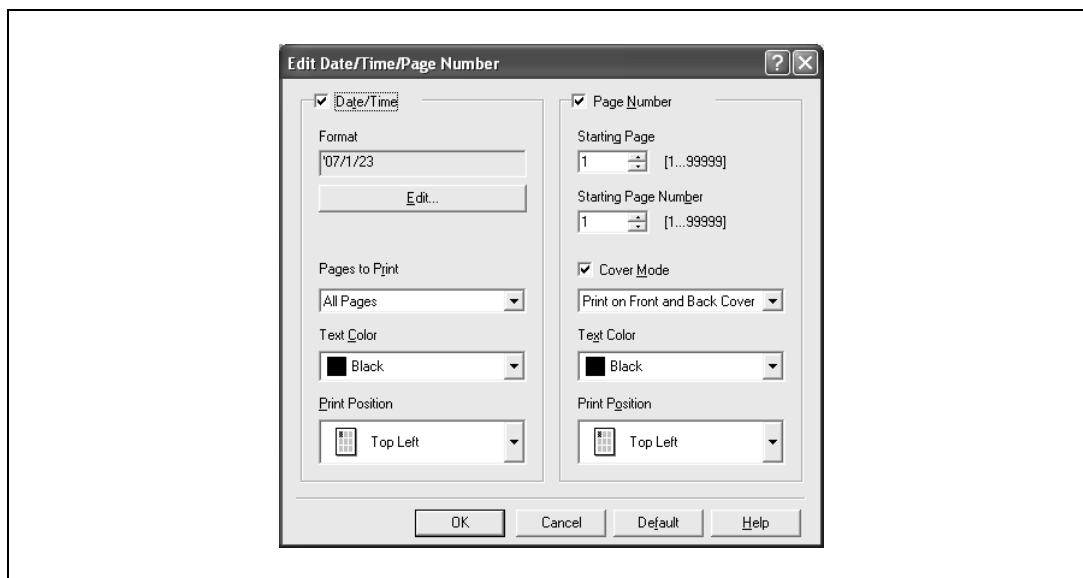 Edit Date/Time/Page Number
Date/Time
Format
'07/1/23
Edit...
Pages to Print
All Pages
Text Color
Black
Print Position
Top Left
Page Number
Starting Page
1 [1...99999]
Starting Page Number
1 [1...99999]
Cover Mode
Print on Front and Back Cover
Text Color
Black
Print Position
Top Left
OK Cancel Default Help